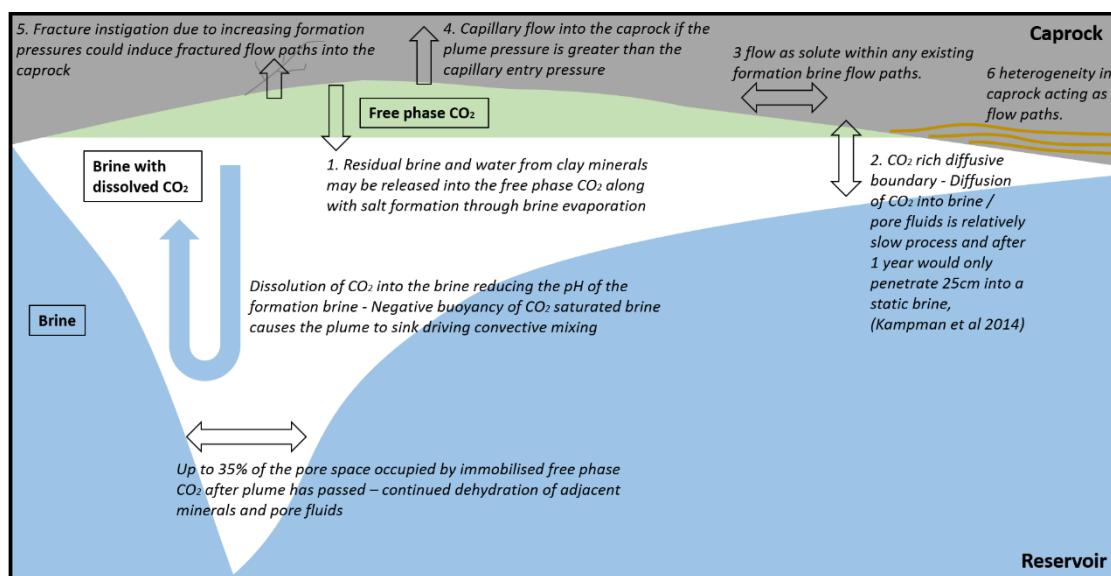 5. Fracture instigation due to increasing formation
pressures could induce fractured flow paths into the
caprock
4. Capillary flow into the caprock if the
plume pressure is greater than the
capillary entry pressure
Caprock
3 flow as solute within any existing
formation brine flow paths.
6 heterogeneity in
caprock acting as
flow paths.
Free phase CO₂
Brine with
dissolved CO₂
1. Residual brine and water from clay minerals
may be released into the free phase CO₂ along
with salt formation through brine evaporation
2. CO₂ rich diffusive
boundary - Diffusion
of CO₂ into brine /
pore fluids is relatively
slow process and after
1 year would only
penetrate 25cm into a
static brine,
(Kampman et al 2014)
Dissolution of CO₂ into the brine reducing the pH of the
formation brine - Negative buoyancy of CO₂ saturated brine
causes the plume to sink driving convective mixing
Brine
Up to 35% of the pore space occupied by immobilised free phase
CO₂ after plume has passed – continued dehydration of adjacent
minerals and pore fluids
Reservoir